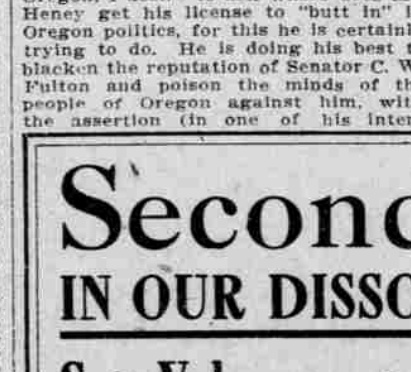 Heney get his license to "butt in"
Oregon politics, for this he is certainl
trying to do. He is doing his best
blacken the reputation of Senator C. W
Fulton and poison the minds of th
people of Oregon against him, wit
the assertion (in one of his inter
Secon
IN OUR DISSO